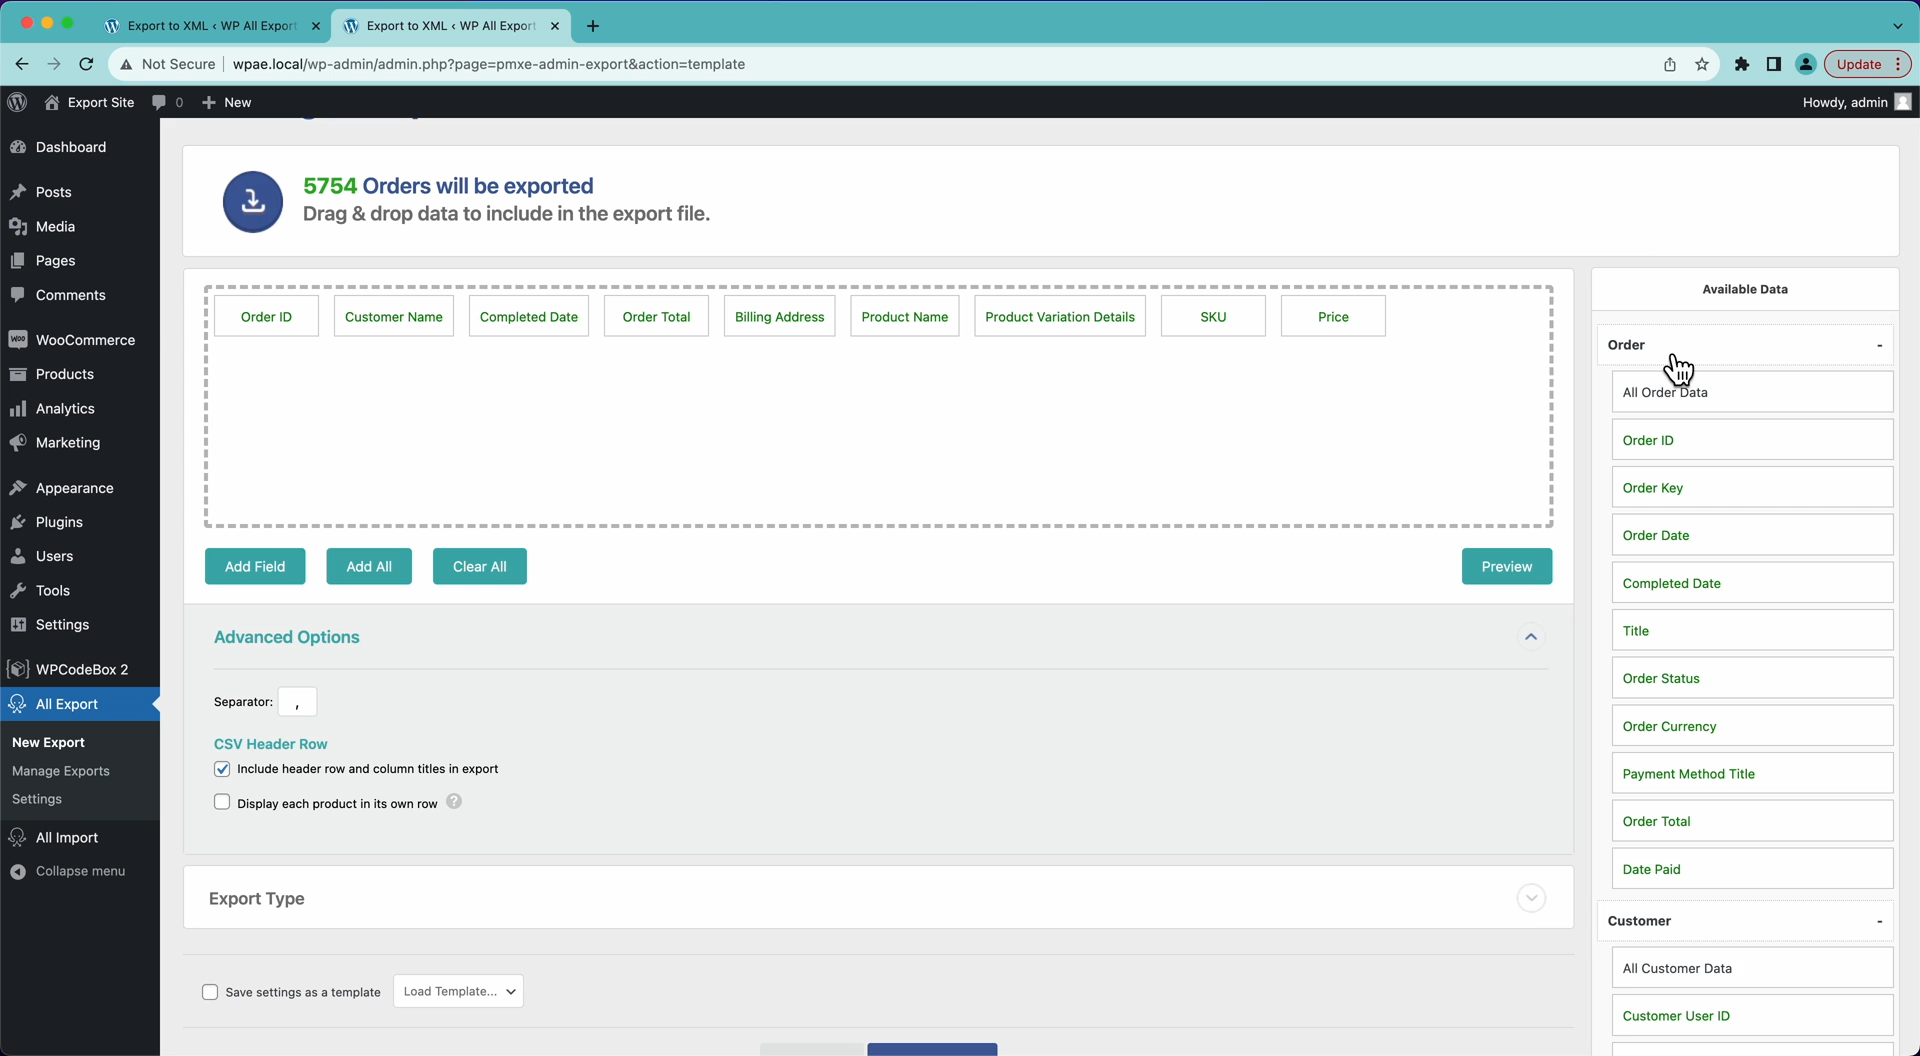 Export to XML ‹ WP All Export
Export to XML ‹ WP All Export
Not Secure
wpae.local/wp-admin/admin.php?page=pmxe-admin-export&action=template
Update
Export Site
0
New
Howdy, admin
Dashboard
Posts
Media
Pages
Comments
WooCommerce
Products
Analytics
Marketing
Appearance
Plugins
Users
Tools
Settings
WPCodeBox 2
All Export
New Export
Manage Exports
Settings
All Import
Collapse menu
5754 Orders will be exported
Drag & drop data to include in the export file.
Order ID
Customer Name
Completed Date
Order Total
Billing Address
Product Name
Product Variation Details
SKU
Price
Add Field
Add All
Clear All
Preview
Advanced Options
Separator: ,
CSV Header Row
Include header row and column titles in export
Display each product in its own row ?
Export Type
Save settings as a template
Load Template...
Available Data
Order -
All Order Data
Order ID
Order Key
Order Date
Completed Date
Title
Order Status
Order Currency
Payment Method Title
Order Total
Date Paid
Customer -
All Customer Data
Customer User ID